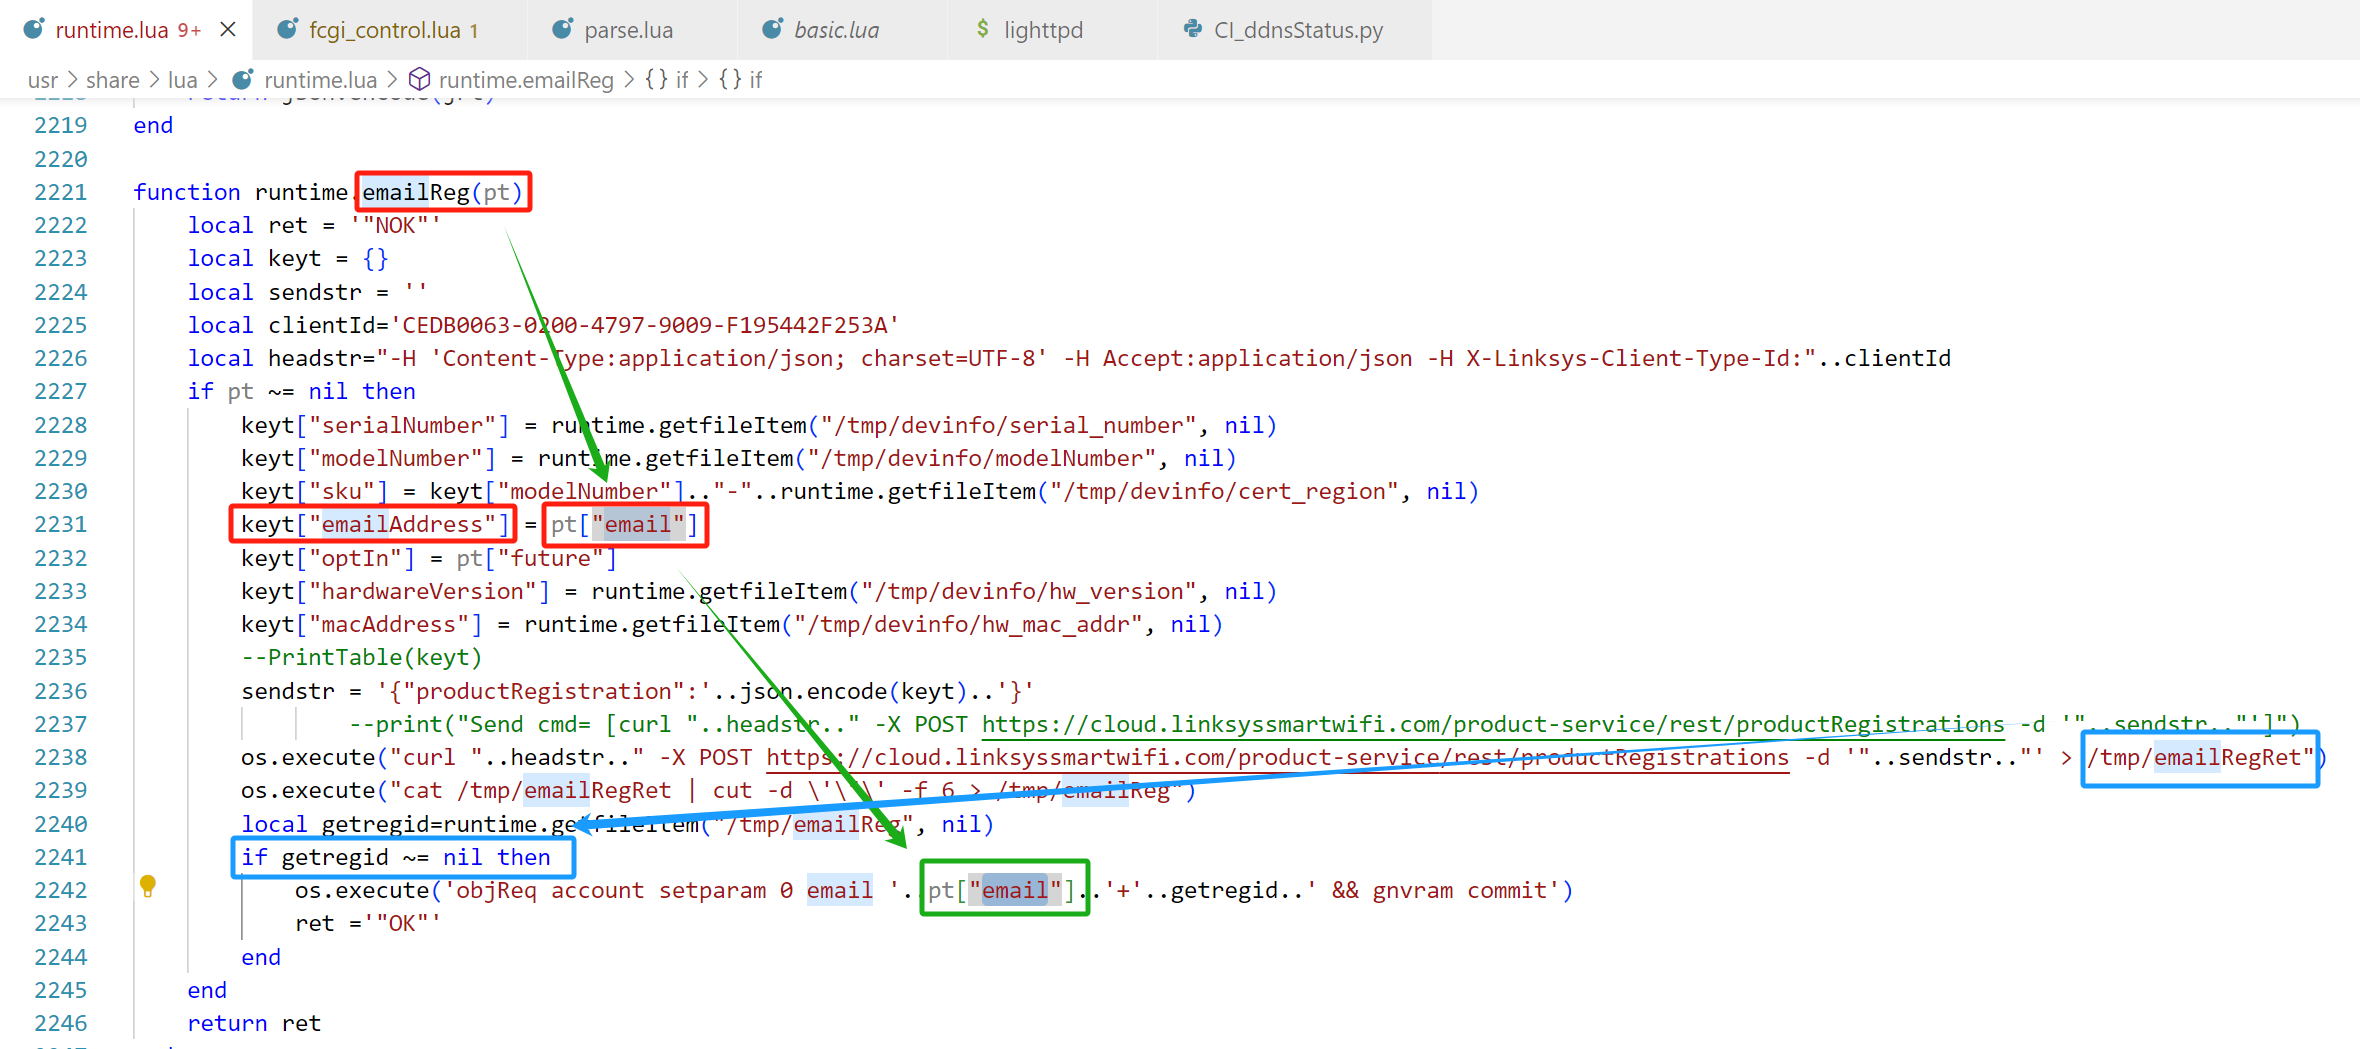 runtime.lua 9+ fcgi_control.lua 1 parse.lua basic.lua $ lighttpd CI_ddnsStatus.py
usr > share > lua > runtime.lua > runtime.emailReg > {} if > {} if
2219 end
2220
2221 function runtime.emailReg(pt)
2222 local ret = '"NOK"'
2223 local keyt = {}
2224 local sendstr = ''
2225 local clientId='CEDB0063-0200-4797-9009-F195442F253A'
2226 local headstr="-H 'Content-Type:application/json; charset=UTF-8' -H Accept:application/json -H X-Linksys-Client-Type-Id:"..clientId
2227 if pt ~= nil then
2228 keyt["serialNumber"] = runtime.getfileItem("/tmp/devinfo/serial_number", nil)
2229 keyt["modelNumber"] = runtime.getfileItem("/tmp/devinfo/modelNumber", nil)
2230 keyt["sku"] = keyt["modelNumber"].."-"..runtime.getfileItem("/tmp/devinfo/cert_region", nil)
2231 keyt["emailAddress"] = pt["email"]
2232 keyt["optIn"] = pt["future"]
2233 keyt["hardwareVersion"] = runtime.getfileItem("/tmp/devinfo/hw_version", nil)
2234 keyt["macAddress"] = runtime.getfileItem("/tmp/devinfo/hw_mac_addr", nil)
2235 --PrintTable(keyt)
2236 sendstr = '{"productRegistration":'..json.encode(keyt)..'}'
2237 --print("Send cmd= [curl "..headstr.." -X POST https://cloud.linksyssmartwifi.com/product-service/rest/productRegistrations -d '"..sendstr.."']")
2238 os.execute("curl "..headstr.." -X POST https://cloud.linksyssmartwifi.com/product-service/rest/productRegistrations -d '"..sendstr.."' > /tmp/emailRegRet")
2239 os.execute("cat /tmp/emailRegRet | cut -d \'\"\' -f 6 > /tmp/emailReg")
2240 local getregid=runtime.getfileItem("/tmp/emailReg", nil)
2241 if getregid ~= nil then
2242 os.execute('objReq account setparam 0 email '..pt["email"]..'+'..getregid..' && gnvram commit')
2243 ret ='"OK"'
2244 end
2245 end
2246 return ret